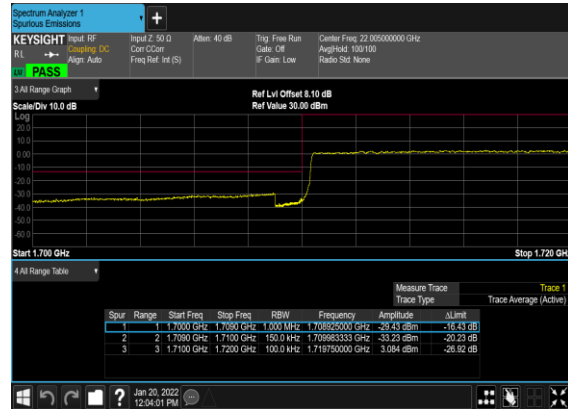 Spectrum Analyzer 1
Spurious Emissions
+
KEYSIGHT Input: RF Input Z: 50 Ω Atten: 40 dB Trig: Free Run Center Freq: 22.005000000 GHz
RL Coupling: DC Corr CCorr Gate: Off Avg|Hold: 100/100
Align: Auto Freq Ref: Int (S) IF Gain: Low Radio Std: None
PASS
3 All Range Graph
Ref Lvl Offset 8.10 dB
Scale/Div 10.0 dB Ref Value 30.00 dBm
Log
20.0
10.0
0.00
-10.0
-20.0
-30.0
-40.0
-50.0
-60.0
Start 1.700 GHz Stop 1.720 GHz
4 All Range Table
Measure Trace Trace 1
Trace Type Trace Average (Active)
Spur Range Start Freq Stop Freq RBW Frequency Amplitude ΔLimit
1 1 1.7000 GHz 1.7090 GHz 1.000 MHz 1.708925000 GHz -29.43 dBm -16.43 dB
2 2 1.7090 GHz 1.7100 GHz 150.0 kHz 1.709983333 GHz -33.23 dBm -20.23 dB
3 3 1.7100 GHz 1.7200 GHz 100.0 kHz 1.719750000 GHz 3.084 dBm -26.92 dB
? Jan 20, 2022
12:04:01 PM